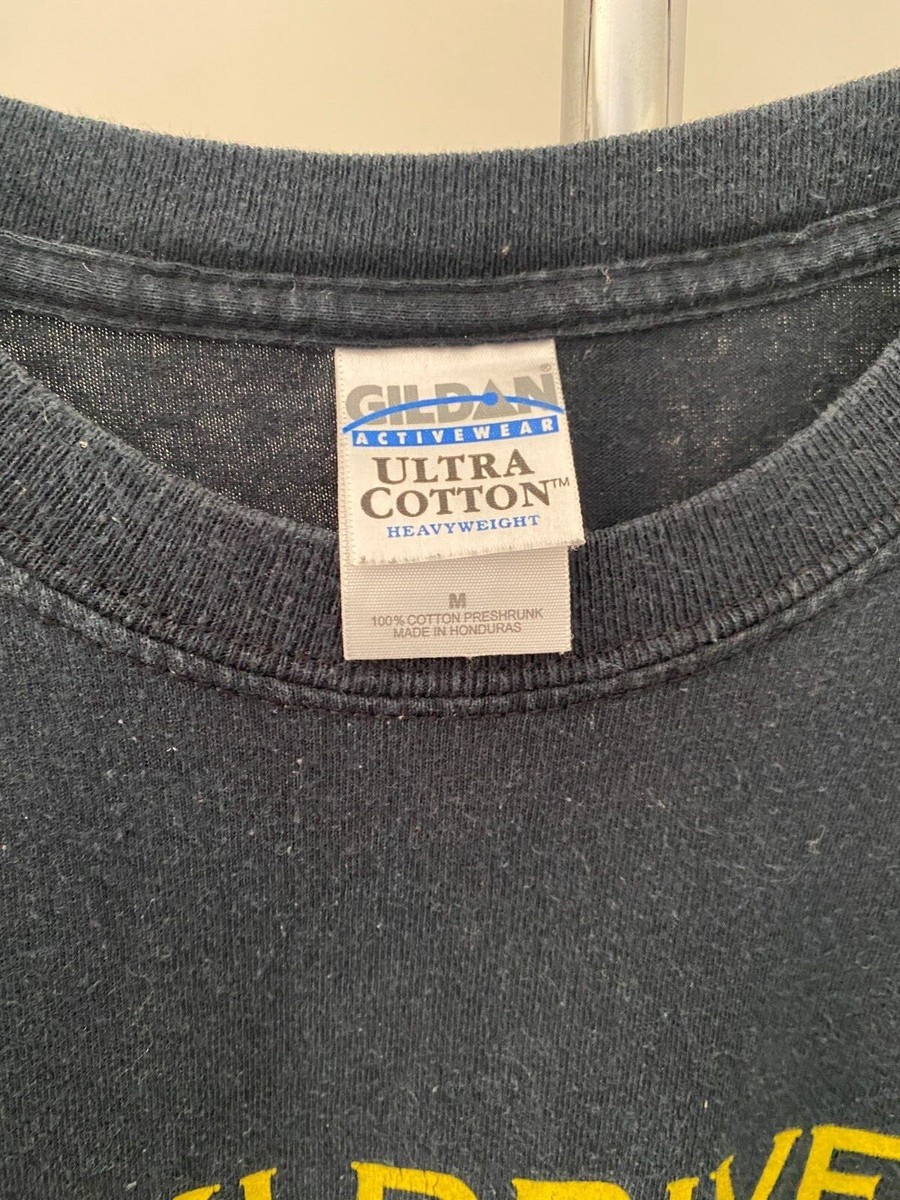 GILDAN®
ACTIVEWEAR
ULTRA
COTTON™
HEAVYWEIGHT
M
100% COTTON PRESHRUNK
MADE IN HONDURAS